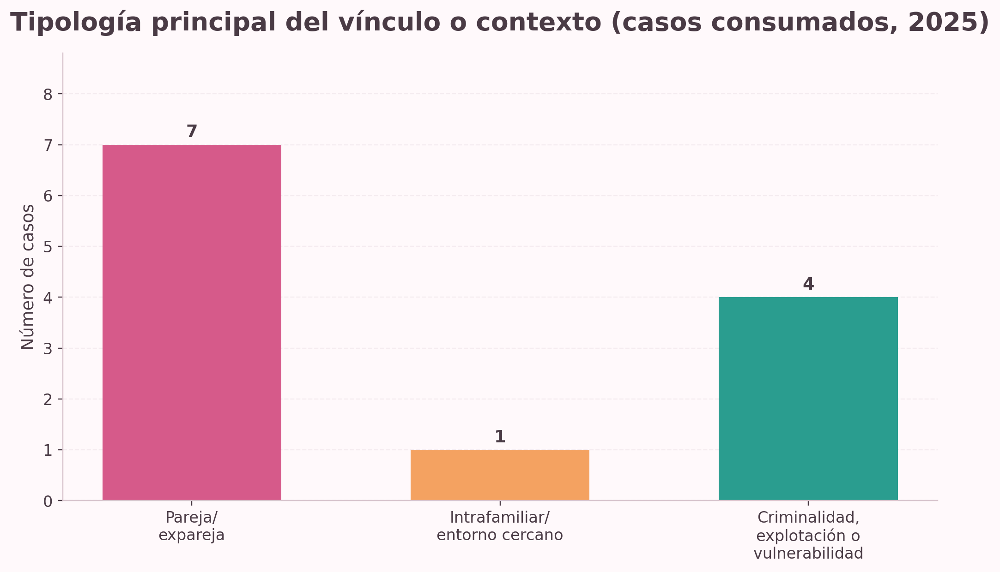 Tipología principal del vínculo o contexto (casos consumados, 2025)
Número de casos
8
7
6
5
4
3
2
1
0
7
1
4
Pareja/
expareja
Intrafamiliar/
entorno cercano
Criminalidad,
explotación o
vulnerabilidad